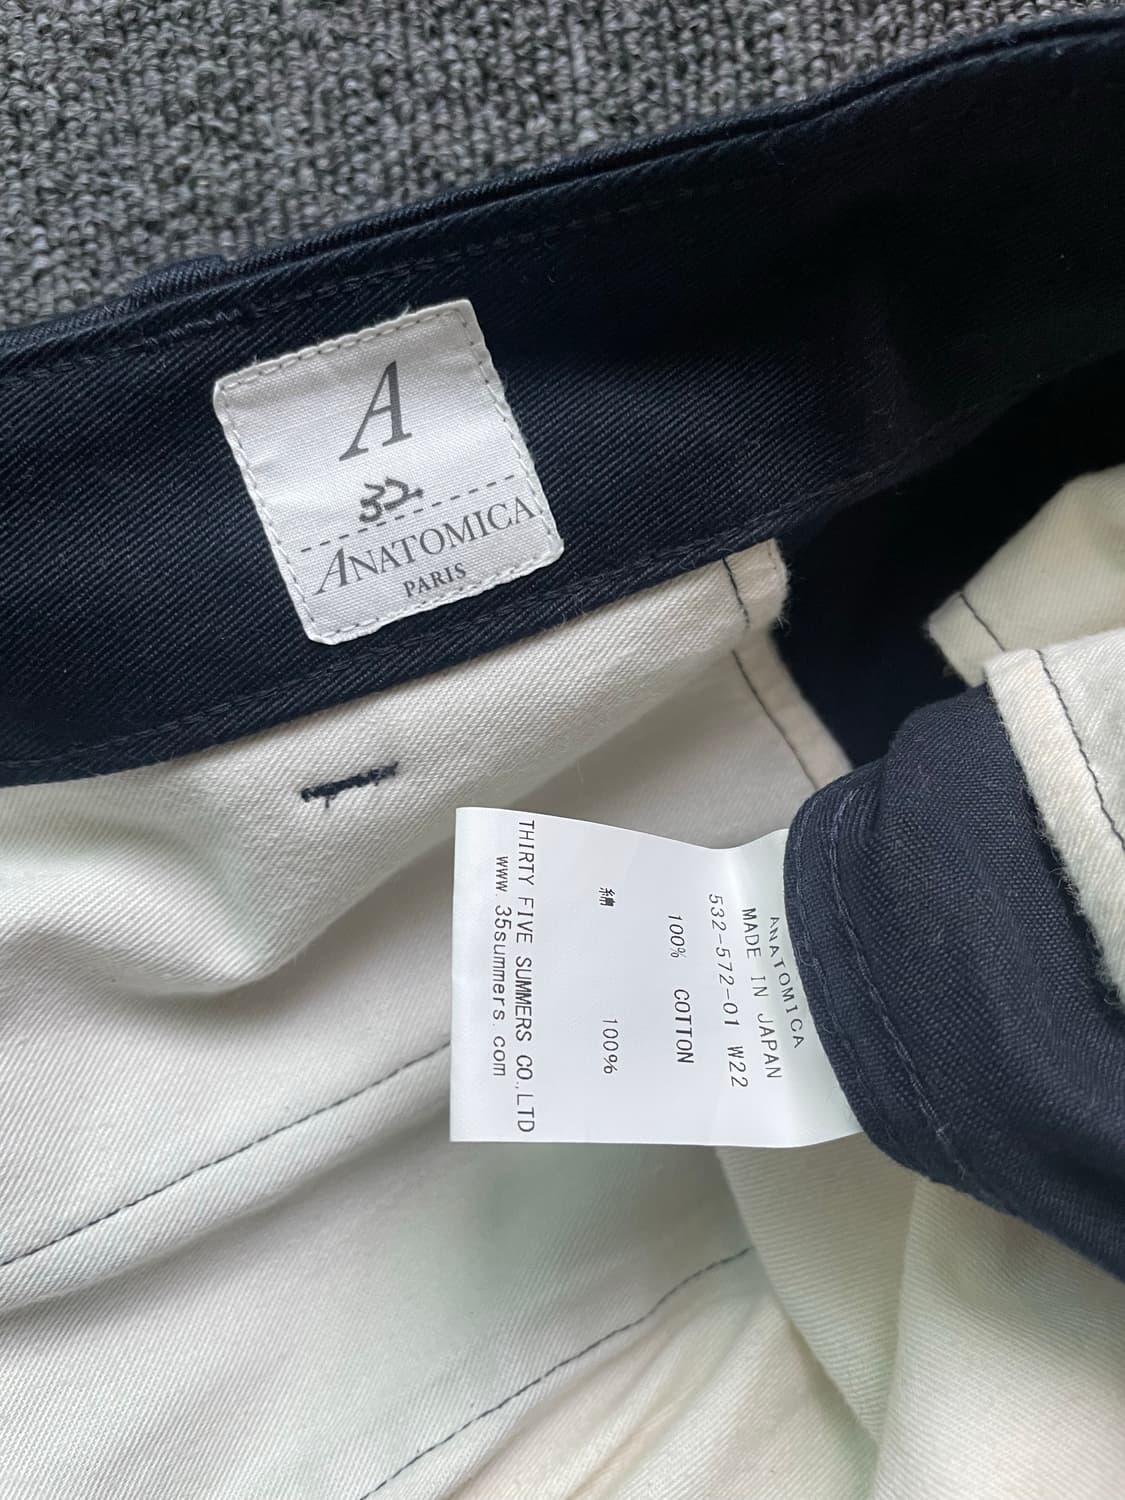 A
32
ANATOMICA
PARIS
ANATOMICA
MADE IN JAPAN
532-572-01 W22
100% COTTON
綿 100%
THIRTY FIVE SUMMERS CO.,LTD
www.35summers.com